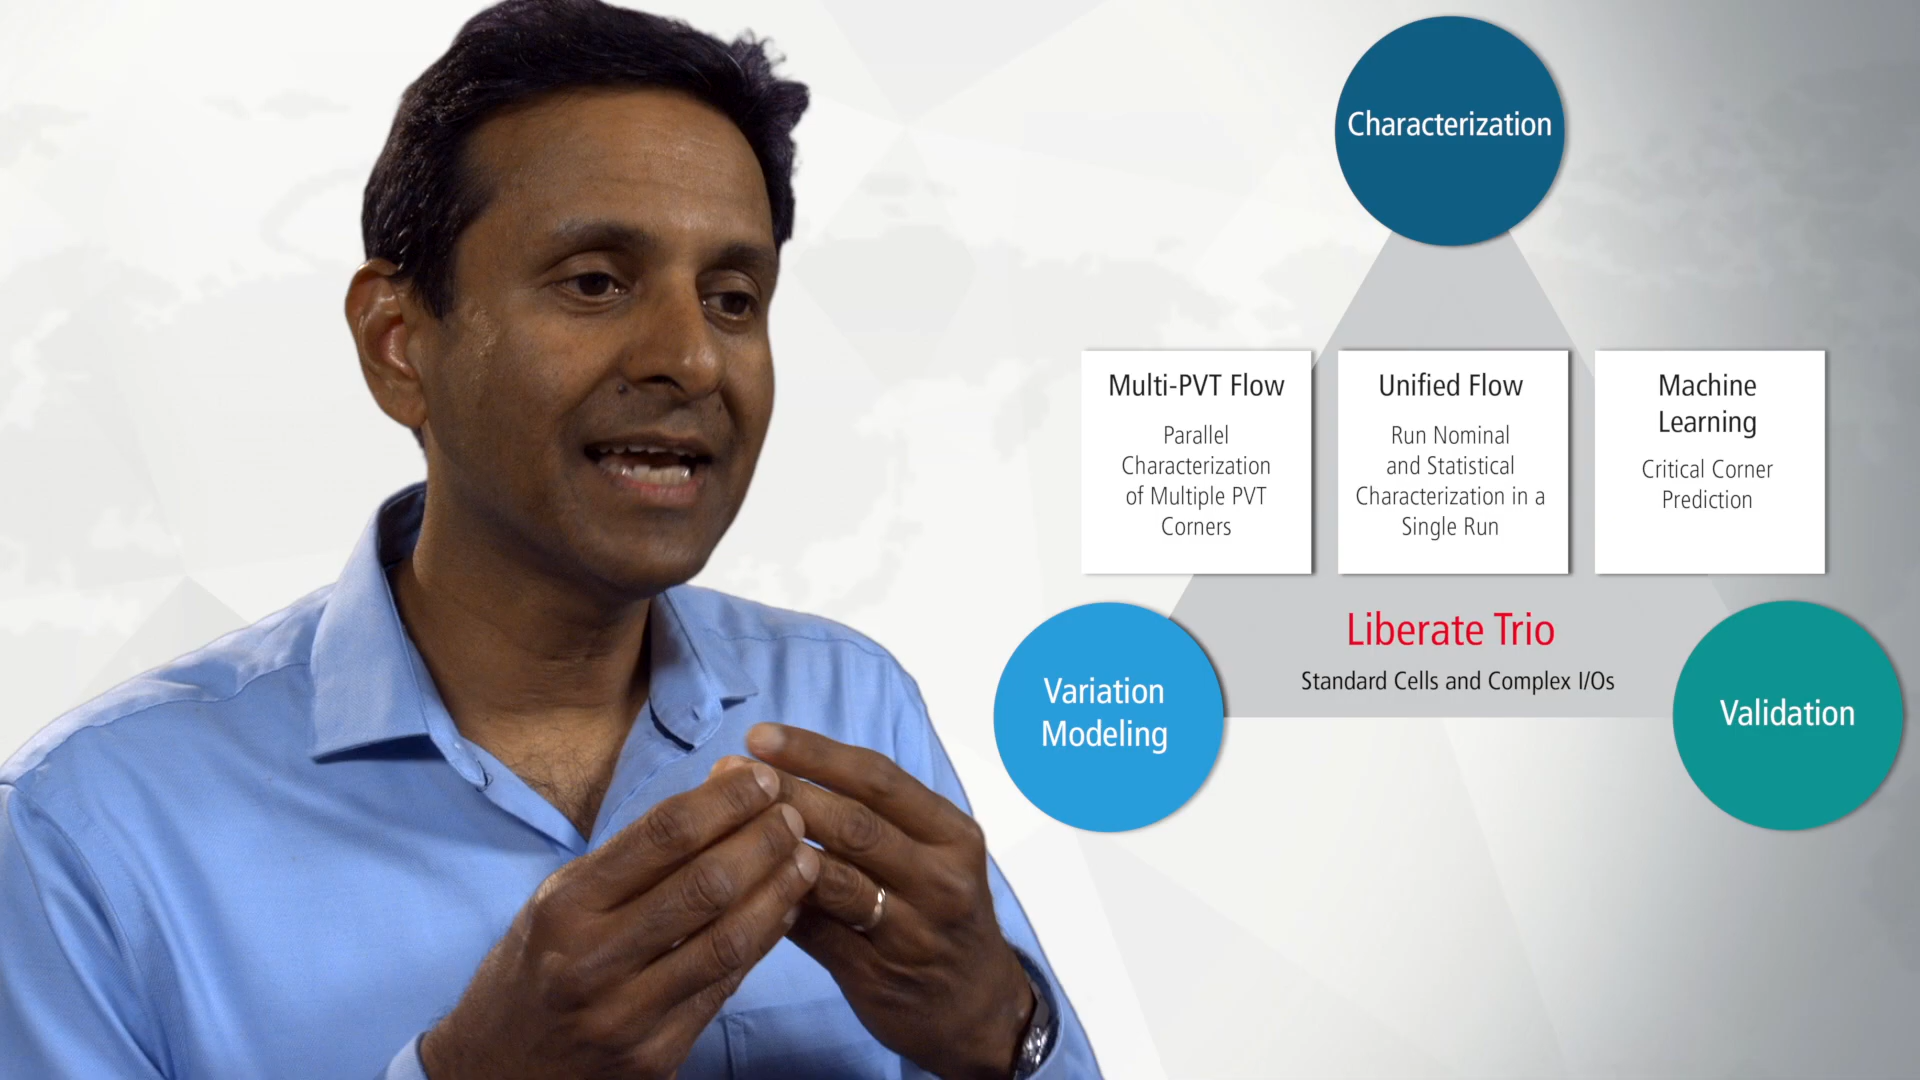 Characterization
Multi-PVT Flow
Parallel
Characterization
of Multiple PVT
Corners
Unified Flow
Run Nominal
and Statistical
Characterization in a
Single Run
Machine
Learning
Critical Corner
Prediction
Liberate Trio
Standard Cells and Complex I/Os
Variation
Modeling
Validation